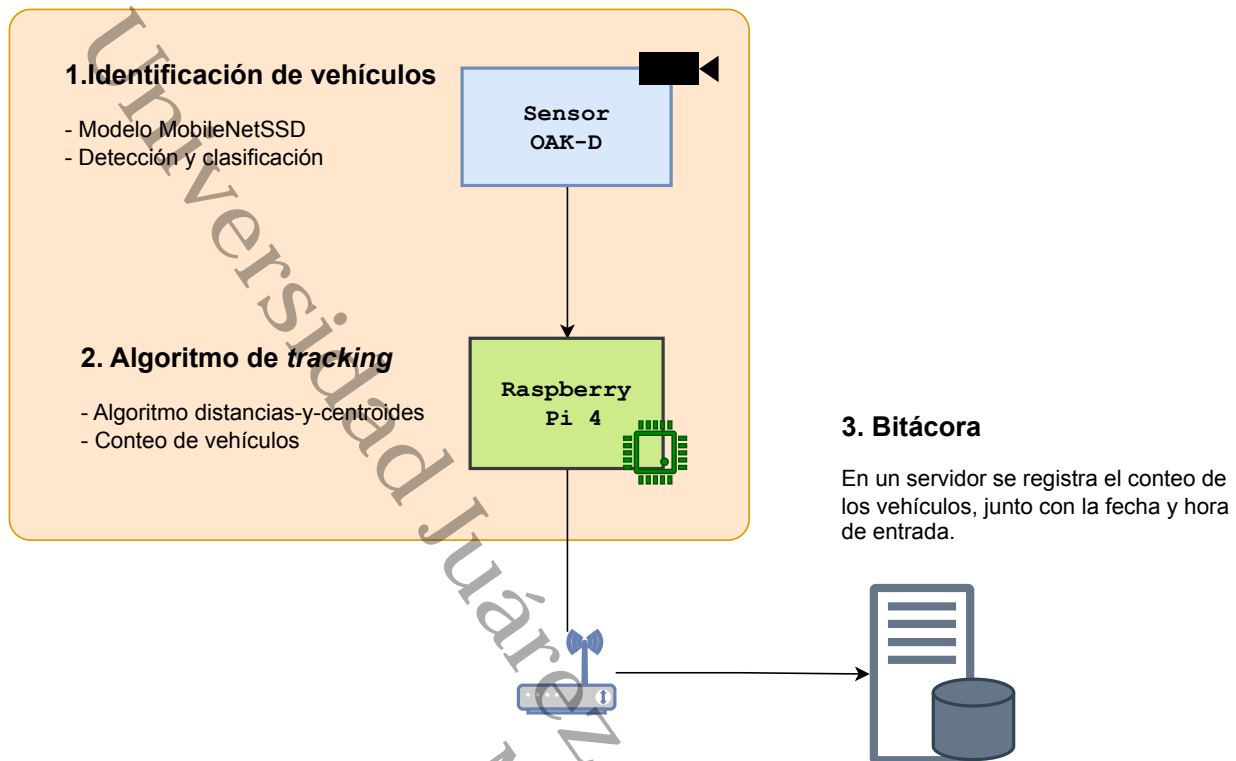 1.Identificación de vehículos
- Modelo MobileNetSSD
- Detección y clasificación
Sensor
OAK-D
2. Algoritmo de tracking
- Algoritmo distancias-y-centroides
- Conteo de vehículos
Raspberry
Pi 4
3. Bitácora
En un servidor se registra el conteo de
los vehículos, junto con la fecha y hora
de entrada.
Universidad Juárez